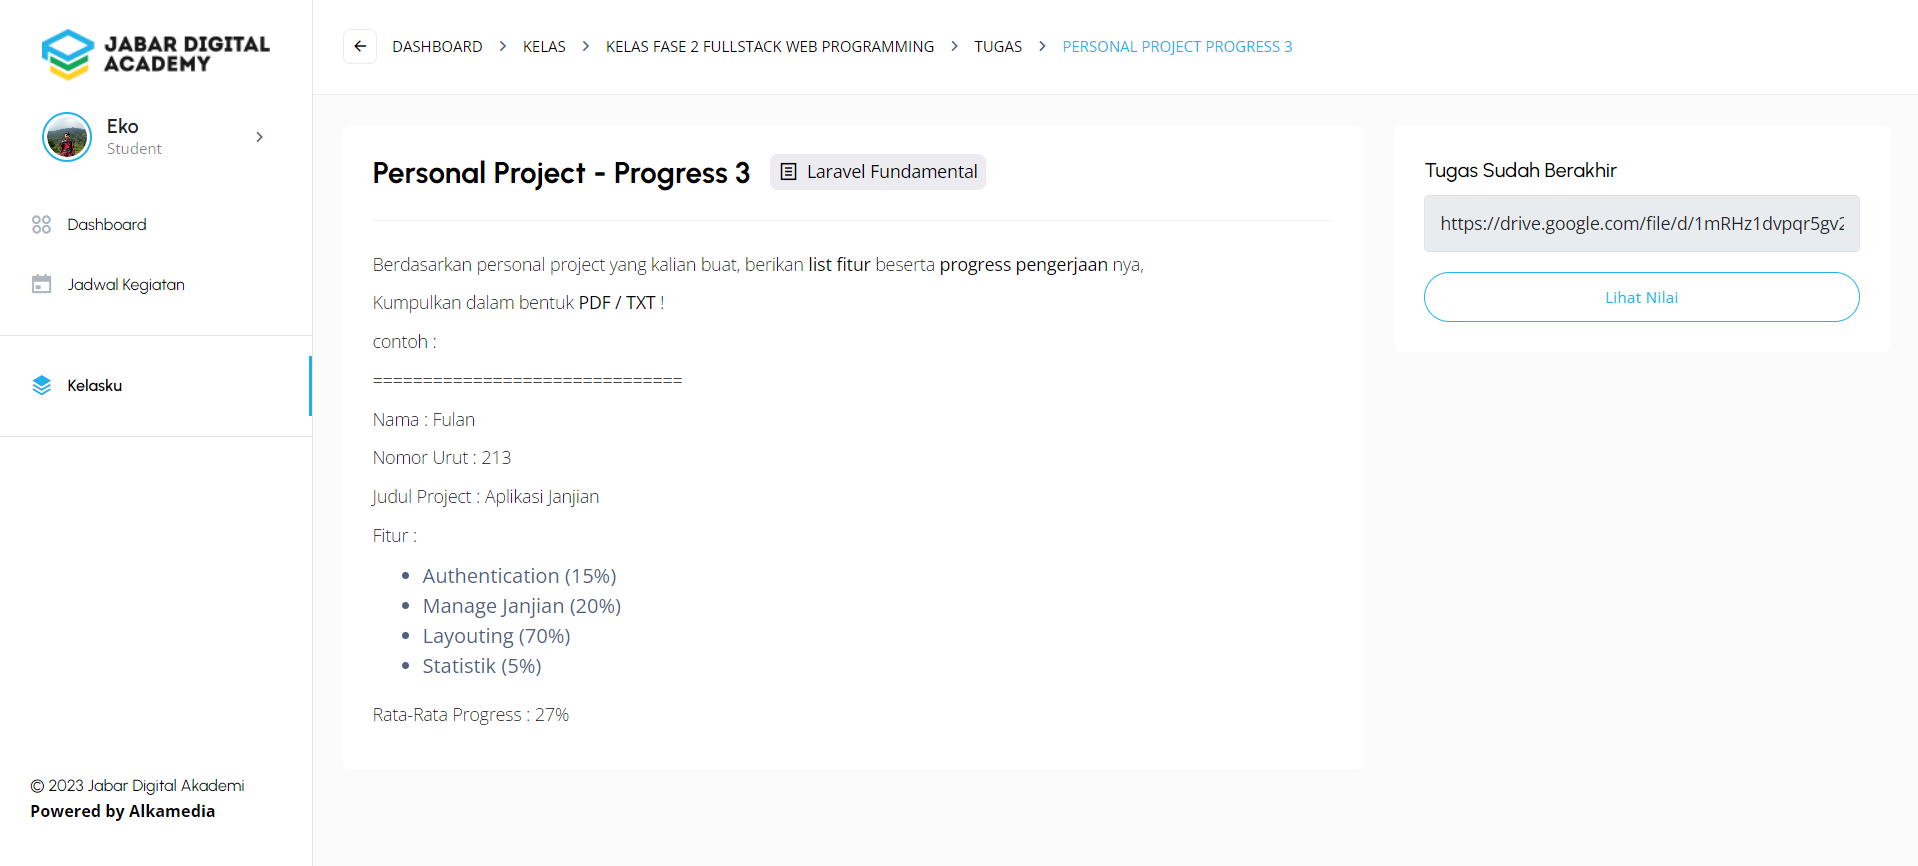 JABAR DIGITAL
ACADEMY
Eko
Student
Dashboard
Jadwal Kegiatan
Kelasku
© 2023 Jabar Digital Akademi
Powered by Alkamedia
DASHBOARD > KELAS > KELAS FASE 2 FULLSTACK WEB PROGRAMMING > TUGAS > PERSONAL PROJECT PROGRESS 3
Personal Project - Progress 3
Laravel Fundamental
Berdasarkan personal project yang kalian buat, berikan list fitur beserta progress pengerjaan nya,
Kumpulkan dalam bentuk PDF / TXT !
contoh :
===============================
Nama : Fulan
Nomor Urut : 213
Judul Project : Aplikasi Janjian
Fitur :
• Authentication (15%)
• Manage Janjian (20%)
• Layouting (70%)
• Statistik (5%)
Rata-Rata Progress : 27%
Tugas Sudah Berakhir
https://drive.google.com/file/d/1mRHz1dvpqr5gv2
Lihat Nilai